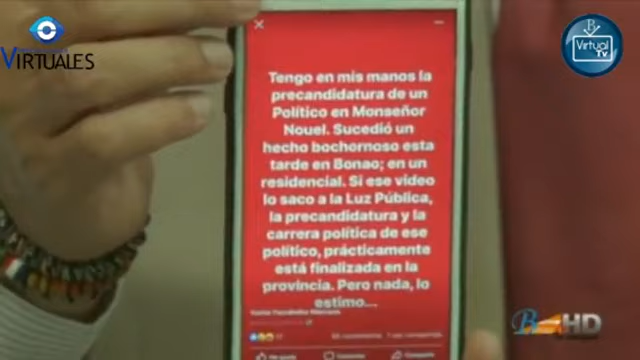 VIRTUALES
B
Virtual
Tv
Tengo en mis manos la
precandidatura de un
Político en Monseñor
Nouel. Sucedió un
hecho bochornoso esta
tarde en Bonao; en un
residencial. Si ese video
lo saco a la Luz Pública,
la precandidatura y la
carrera política de ese
político, prácticamente
está finalizada en la
provincia. Pero nada, lo
estimo...
HD